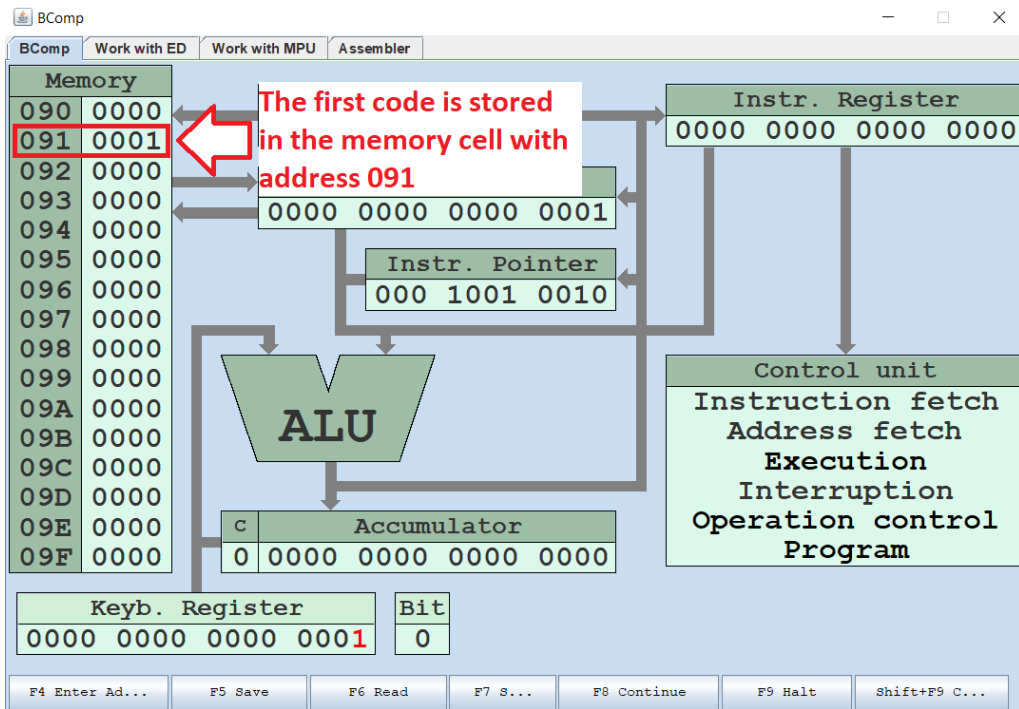 BComp
BComp Work with ED Work with MPU Assembler
Memory
090 0000
091 0001
092 0000
093 0000
094 0000
095 0000
096 0000
097 0000
098 0000
099 0000
09A 0000
09B 0000
09C 0000
09D 0000
09E 0000
09F 0000
The first code is stored
in the memory cell with
address 091
0000 0000 0000 0001
Instr. Register
0000 0000 0000 0000
Instr. Pointer
000 1001 0010
ALU
Control unit
Instruction fetch
Address fetch
Execution
Interruption
Operation control
Program
C Accumulator
0 0000 0000 0000 0000
Keyb. Register
0000 0000 0000 0001
Bit
0
F4 Enter Ad... F5 Save F6 Read F7 S... F8 Continue F9 Halt Shift+F9 C...